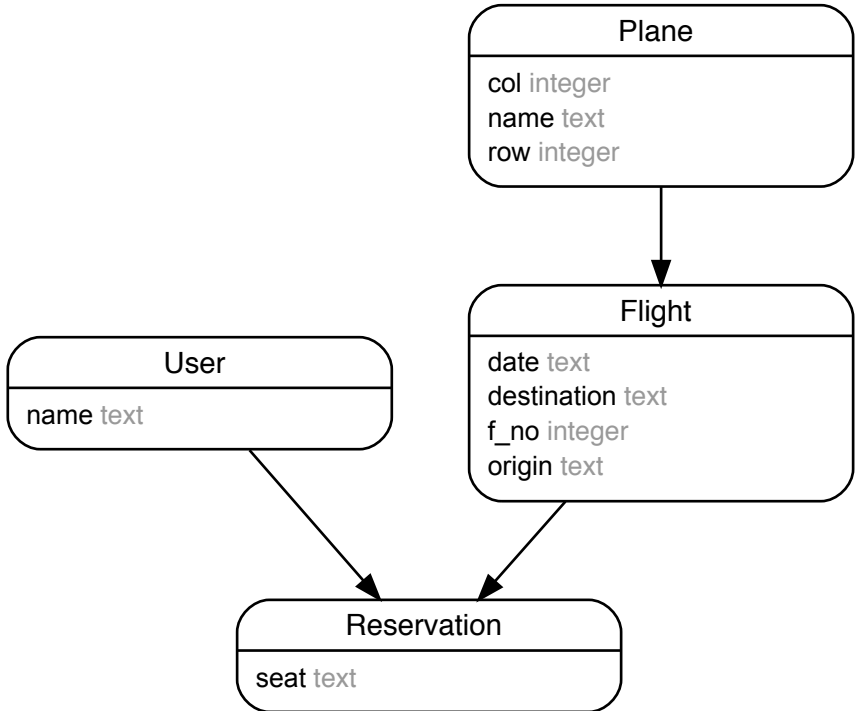 Plane
col integer
name text
row integer
Flight
date text
destination text
f_no integer
origin text
User
name text
Reservation
seat text